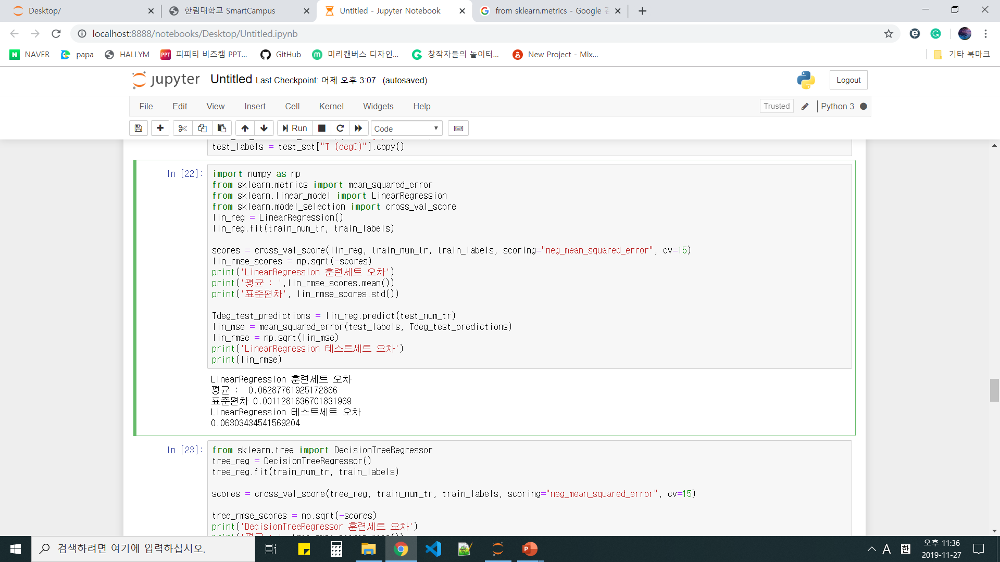 Desktop/
한림대학교 SmartCampus
Untitled - Jupyter Notebook
from sklearn.metrics - Google
localhost:8888/notebooks/Desktop/Untitled.ipynb
NAVER
papa
HALLYM
PPT 피피티 비즈캠 PPT...
GitHub
미리캔버스 디자인...
창작자들의 놀이터...
New Project - Mix...
기타 북마크
jupyter Untitled Last Checkpoint: 어제 오후 3:07 (autosaved)
Logout
File Edit View Insert Cell Kernel Widgets Help
Trusted Python 3
Run
Code
test_labels = test_set["T (degC)"].copy()
In [22]:
import numpy as np
from sklearn.metrics import mean_squared_error
from sklearn.linear_model import LinearRegression
from sklearn.model_selection import cross_val_score
lin_reg = LinearRegression()
lin_reg.fit(train_num_tr, train_labels)
scores = cross_val_score(lin_reg, train_num_tr, train_labels, scoring="neg_mean_squared_error", cv=15)
lin_rmse_scores = np.sqrt(-scores)
print('LinearRegression 훈련세트 오차')
print('평균 : ',lin_rmse_scores.mean())
print('표준편차', lin_rmse_scores.std())
Tdeg_test_predictions = lin_reg.predict(test_num_tr)
lin_mse = mean_squared_error(test_labels, Tdeg_test_predictions)
lin_rmse = np.sqrt(lin_mse)
print('LinearRegression 테스트세트 오차')
print(lin_rmse)
LinearRegression 훈련세트 오차
평균 :  0.06287761925172886
표준편차 0.0011281636701831969
LinearRegression 테스트세트 오차
0.06303434541569204
In [23]:
from sklearn.tree import DecisionTreeRegressor
tree_reg = DecisionTreeRegressor()
tree_reg.fit(train_num_tr, train_labels)
scores = cross_val_score(tree_reg, train_num_tr, train_labels, scoring="neg_mean_squared_error", cv=15)
tree_rmse_scores = np.sqrt(-scores)
print('DecisionTreeRegressor 훈련세트 오차')
검색하려면 여기에 입력하십시오.
A 한
오후 11:36
2019-11-27